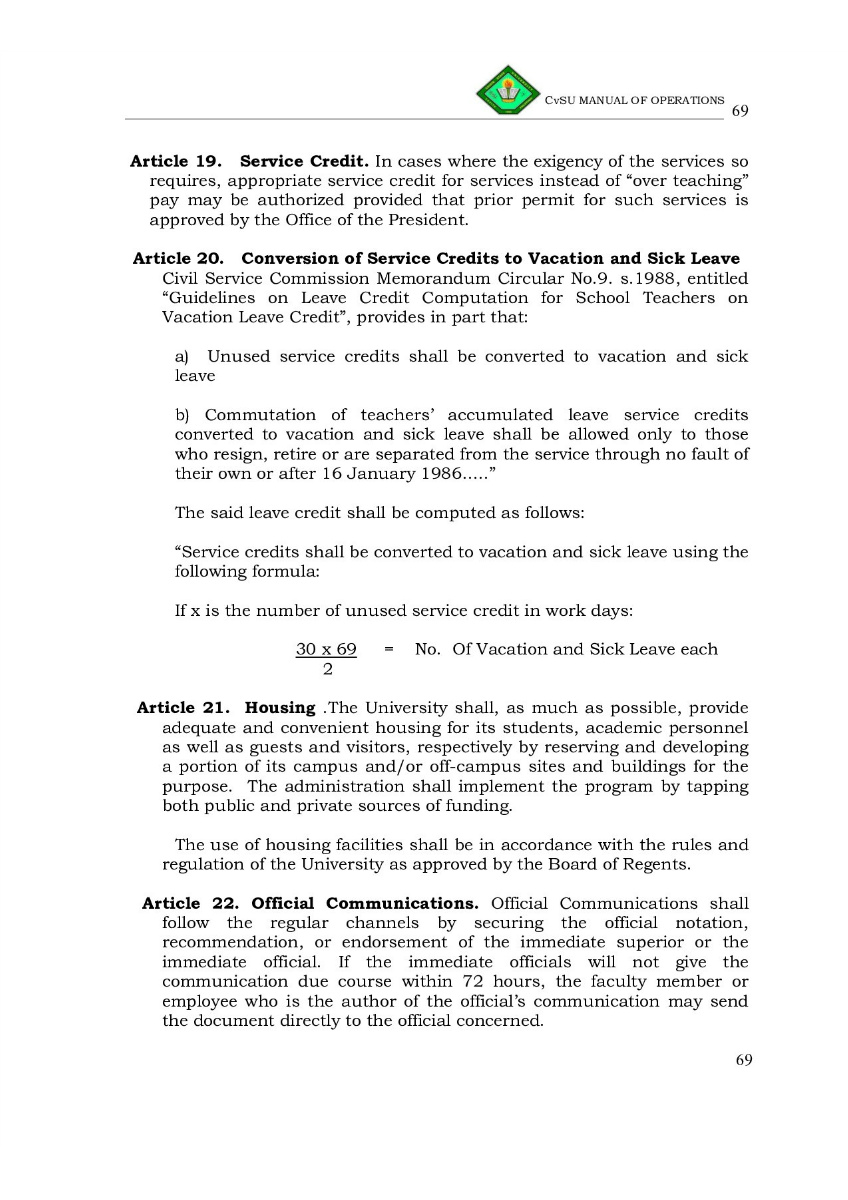 CvSU MANUAL OF OPERATIONS
69
Article 19. Service Credit. In cases where the exigency of the services so
requires, appropriate service credit for services instead of “over teaching”
pay may be authorized provided that prior permit for such services is
approved by the Office of the President.
Article 20. Conversion of Service Credits to Vacation and Sick Leave
Civil Service Commission Memorandum Circular No.9. s.1988, entitled
“Guidelines on Leave Credit Computation for School Teachers on
Vacation Leave Credit”, provides in part that:
a) Unused service credits shall be converted to vacation and sick
leave
b) Commutation of teachers’ accumulated leave service credits
converted to vacation and sick leave shall be allowed only to those
who resign, retire or are separated from the service through no fault of
their own or after 16 January 1986.....”
The said leave credit shall be computed as follows:
“Service credits shall be converted to vacation and sick leave using the
following formula:
If x is the number of unused service credit in work days:
30 x 69 = No. Of Vacation and Sick Leave each
2
Article 21. Housing .The University shall, as much as possible, provide
adequate and convenient housing for its students, academic personnel
as well as guests and visitors, respectively by reserving and developing
a portion of its campus and/or off-campus sites and buildings for the
purpose. The administration shall implement the program by tapping
both public and private sources of funding.
The use of housing facilities shall be in accordance with the rules and
regulation of the University as approved by the Board of Regents.
Article 22. Official Communications. Official Communications shall
follow the regular channels by securing the official notation,
recommendation, or endorsement of the immediate superior or the
immediate official. If the immediate officials will not give the
communication due course within 72 hours, the faculty member or
employee who is the author of the official’s communication may send
the document directly to the official concerned.
69